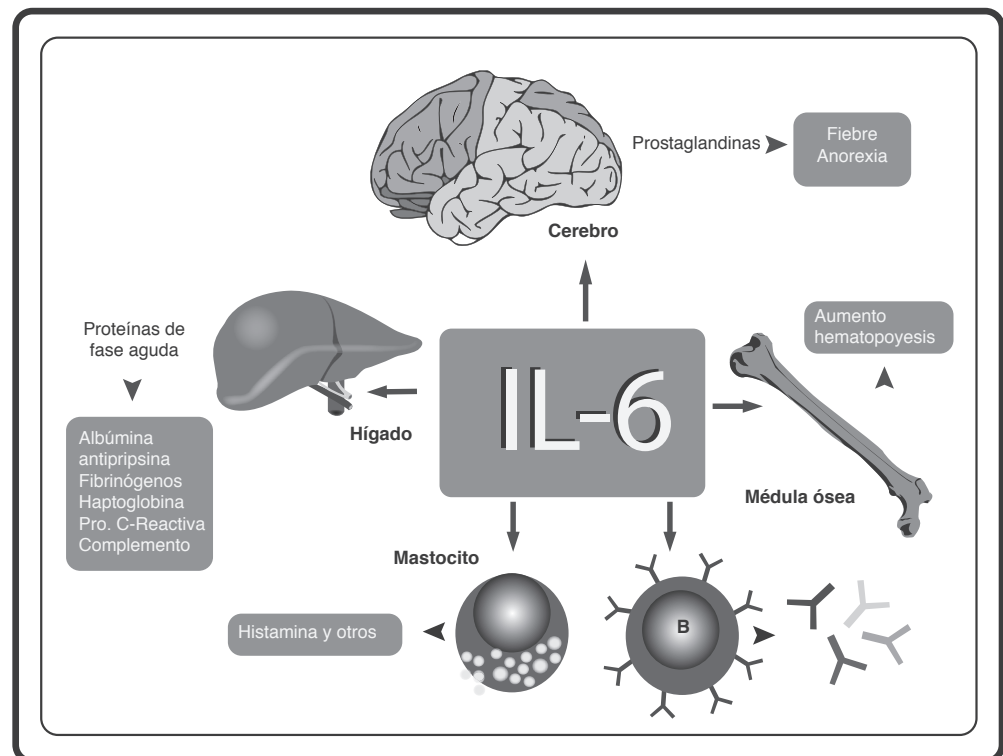 Prostaglandinas
Fiebre
Anorexia
Cerebro
Proteínas de
fase aguda
Albúmina
antipripsina
Fibrinógenos
Haptoglobina
Pro. C-Reactiva
Complemento
Hígado
IL-6
Aumento
hematopoyesis
Médula ósea
Mastocito
Histamina y otros
B